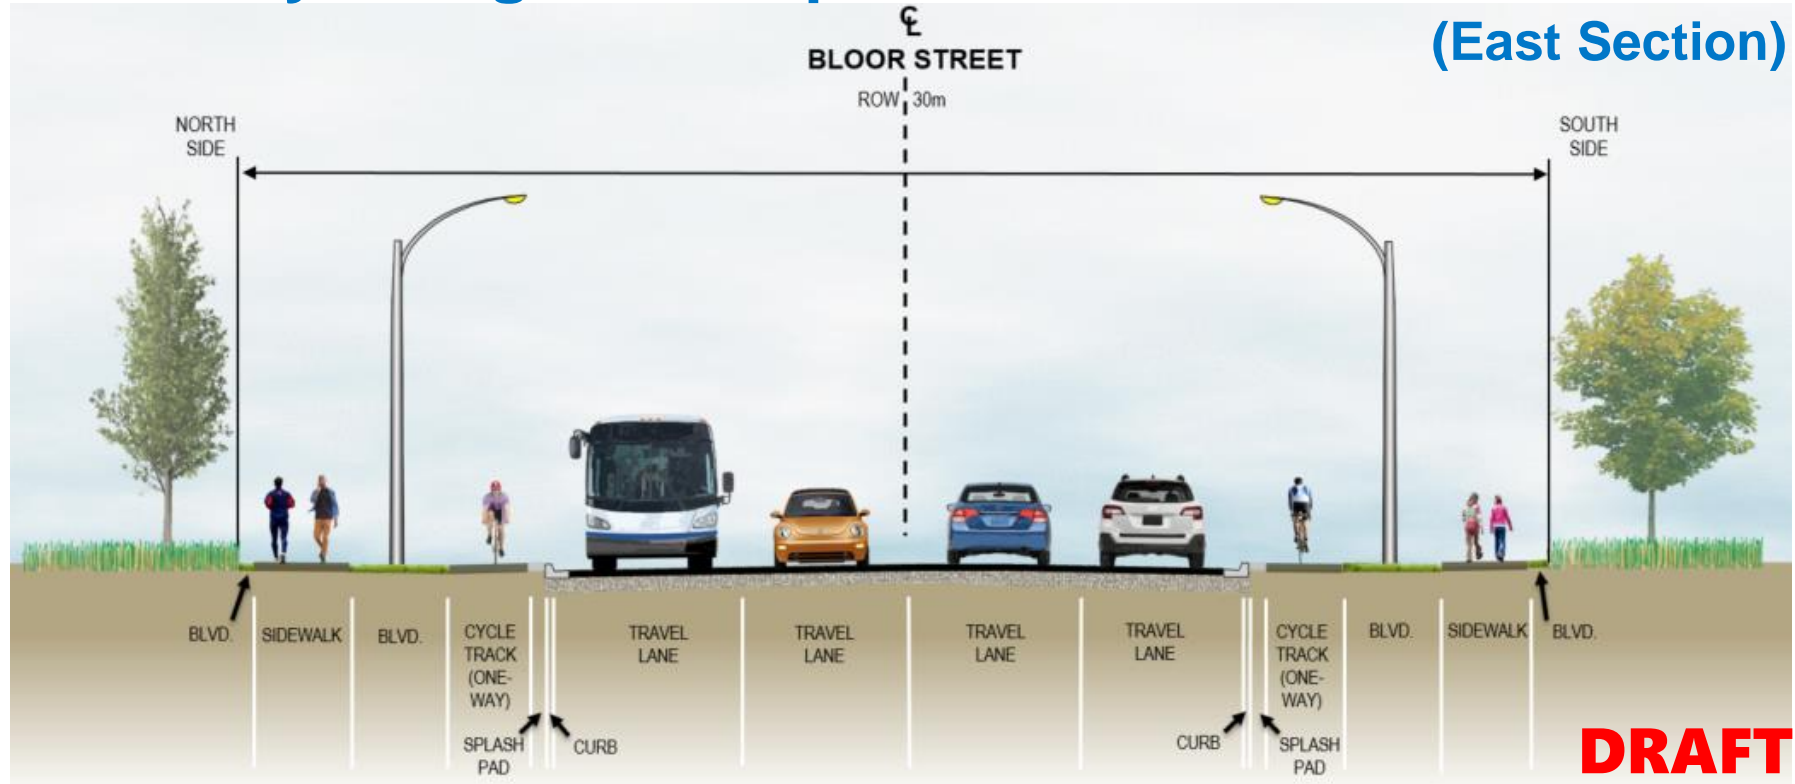 ℄
(East Section)
BLOOR STREET
ROW 30m
NORTH
SIDE
SOUTH
SIDE
BLVD.
SIDEWALK
BLVD.
CYCLE
TRACK
(ONE-
WAY)
TRAVEL
LANE
TRAVEL
LANE
TRAVEL
LANE
TRAVEL
LANE
CYCLE
TRACK
(ONE-
WAY)
BLVD.
SIDEWALK
BLVD.
SPLASH
PAD
CURB
CURB
SPLASH
PAD
DRAFT